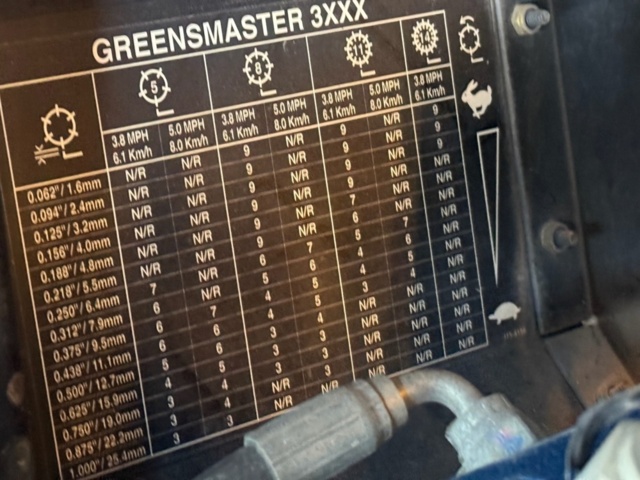 GREENSMASTER 3XXX
5 8 11 14
3.8 MPH 6.1 Km/h 5.0 MPH 8.0 Km/h 3.8 MPH 6.1 Km/h 5.0 MPH 8.0 Km/h 3.8 MPH 6.1 Km/h 5.0 MPH 8.0 Km/h 3.8 MPH 6.1 Km/h
0.062"/1.6mm N/R N/R 9 N/R 9 N/R 9
0.094"/2.4mm N/R N/R 9 N/R 9 N/R 9
0.125"/3.2mm N/R N/R 9 N/R 9 N/R 9
0.156"/4.0mm N/R N/R 9 N/R 9 N/R N/R
0.188"/4.8mm N/R N/R 9 N/R 7 N/R N/R
0.218"/5.5mm N/R N/R 9 N/R 6 N/R N/R
0.250"/6.4mm 7 N/R 6 7 5 7 N/R
0.312"/7.9mm 6 N/R 5 6 4 6 N/R
0.375"/9.5mm 6 7 4 5 4 5 N/R
0.438"/11.1mm 6 6 4 5 3 4 N/R
0.500"/12.7mm 5 6 3 4 N/R N/R N/R
0.625"/15.9mm 4 5 3 3 N/R N/R N/R
0.750"/19.0mm 3 4 3 3 N/R N/R N/R
0.875"/22.2mm 3 4 N/R 3 N/R N/R N/R
1.000"/25.4mm 3 3 N/R N/R N/R N/R